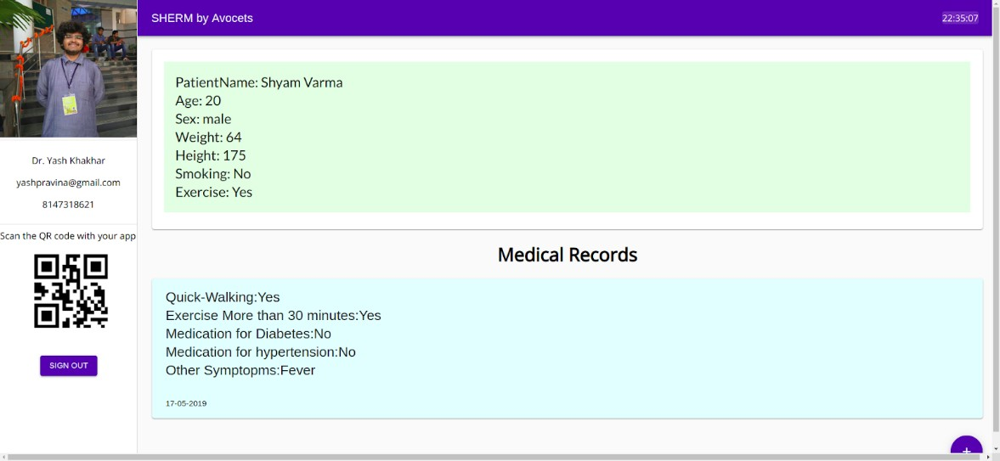 SHERM by Avocets
22:35:07
Dr. Yash Khakhar
yashpravina@gmail.com
8147318621
Scan the QR code with your app
SIGN OUT
PatientName: Shyam Varma
Age: 20
Sex: male
Weight: 64
Height: 175
Smoking: No
Exercise: Yes
Medical Records
Quick-Walking:Yes
Exercise More than 30 minutes:Yes
Medication for Diabetes:No
Medication for hypertension:No
Other Symptopms:Fever
17-05-2019
+